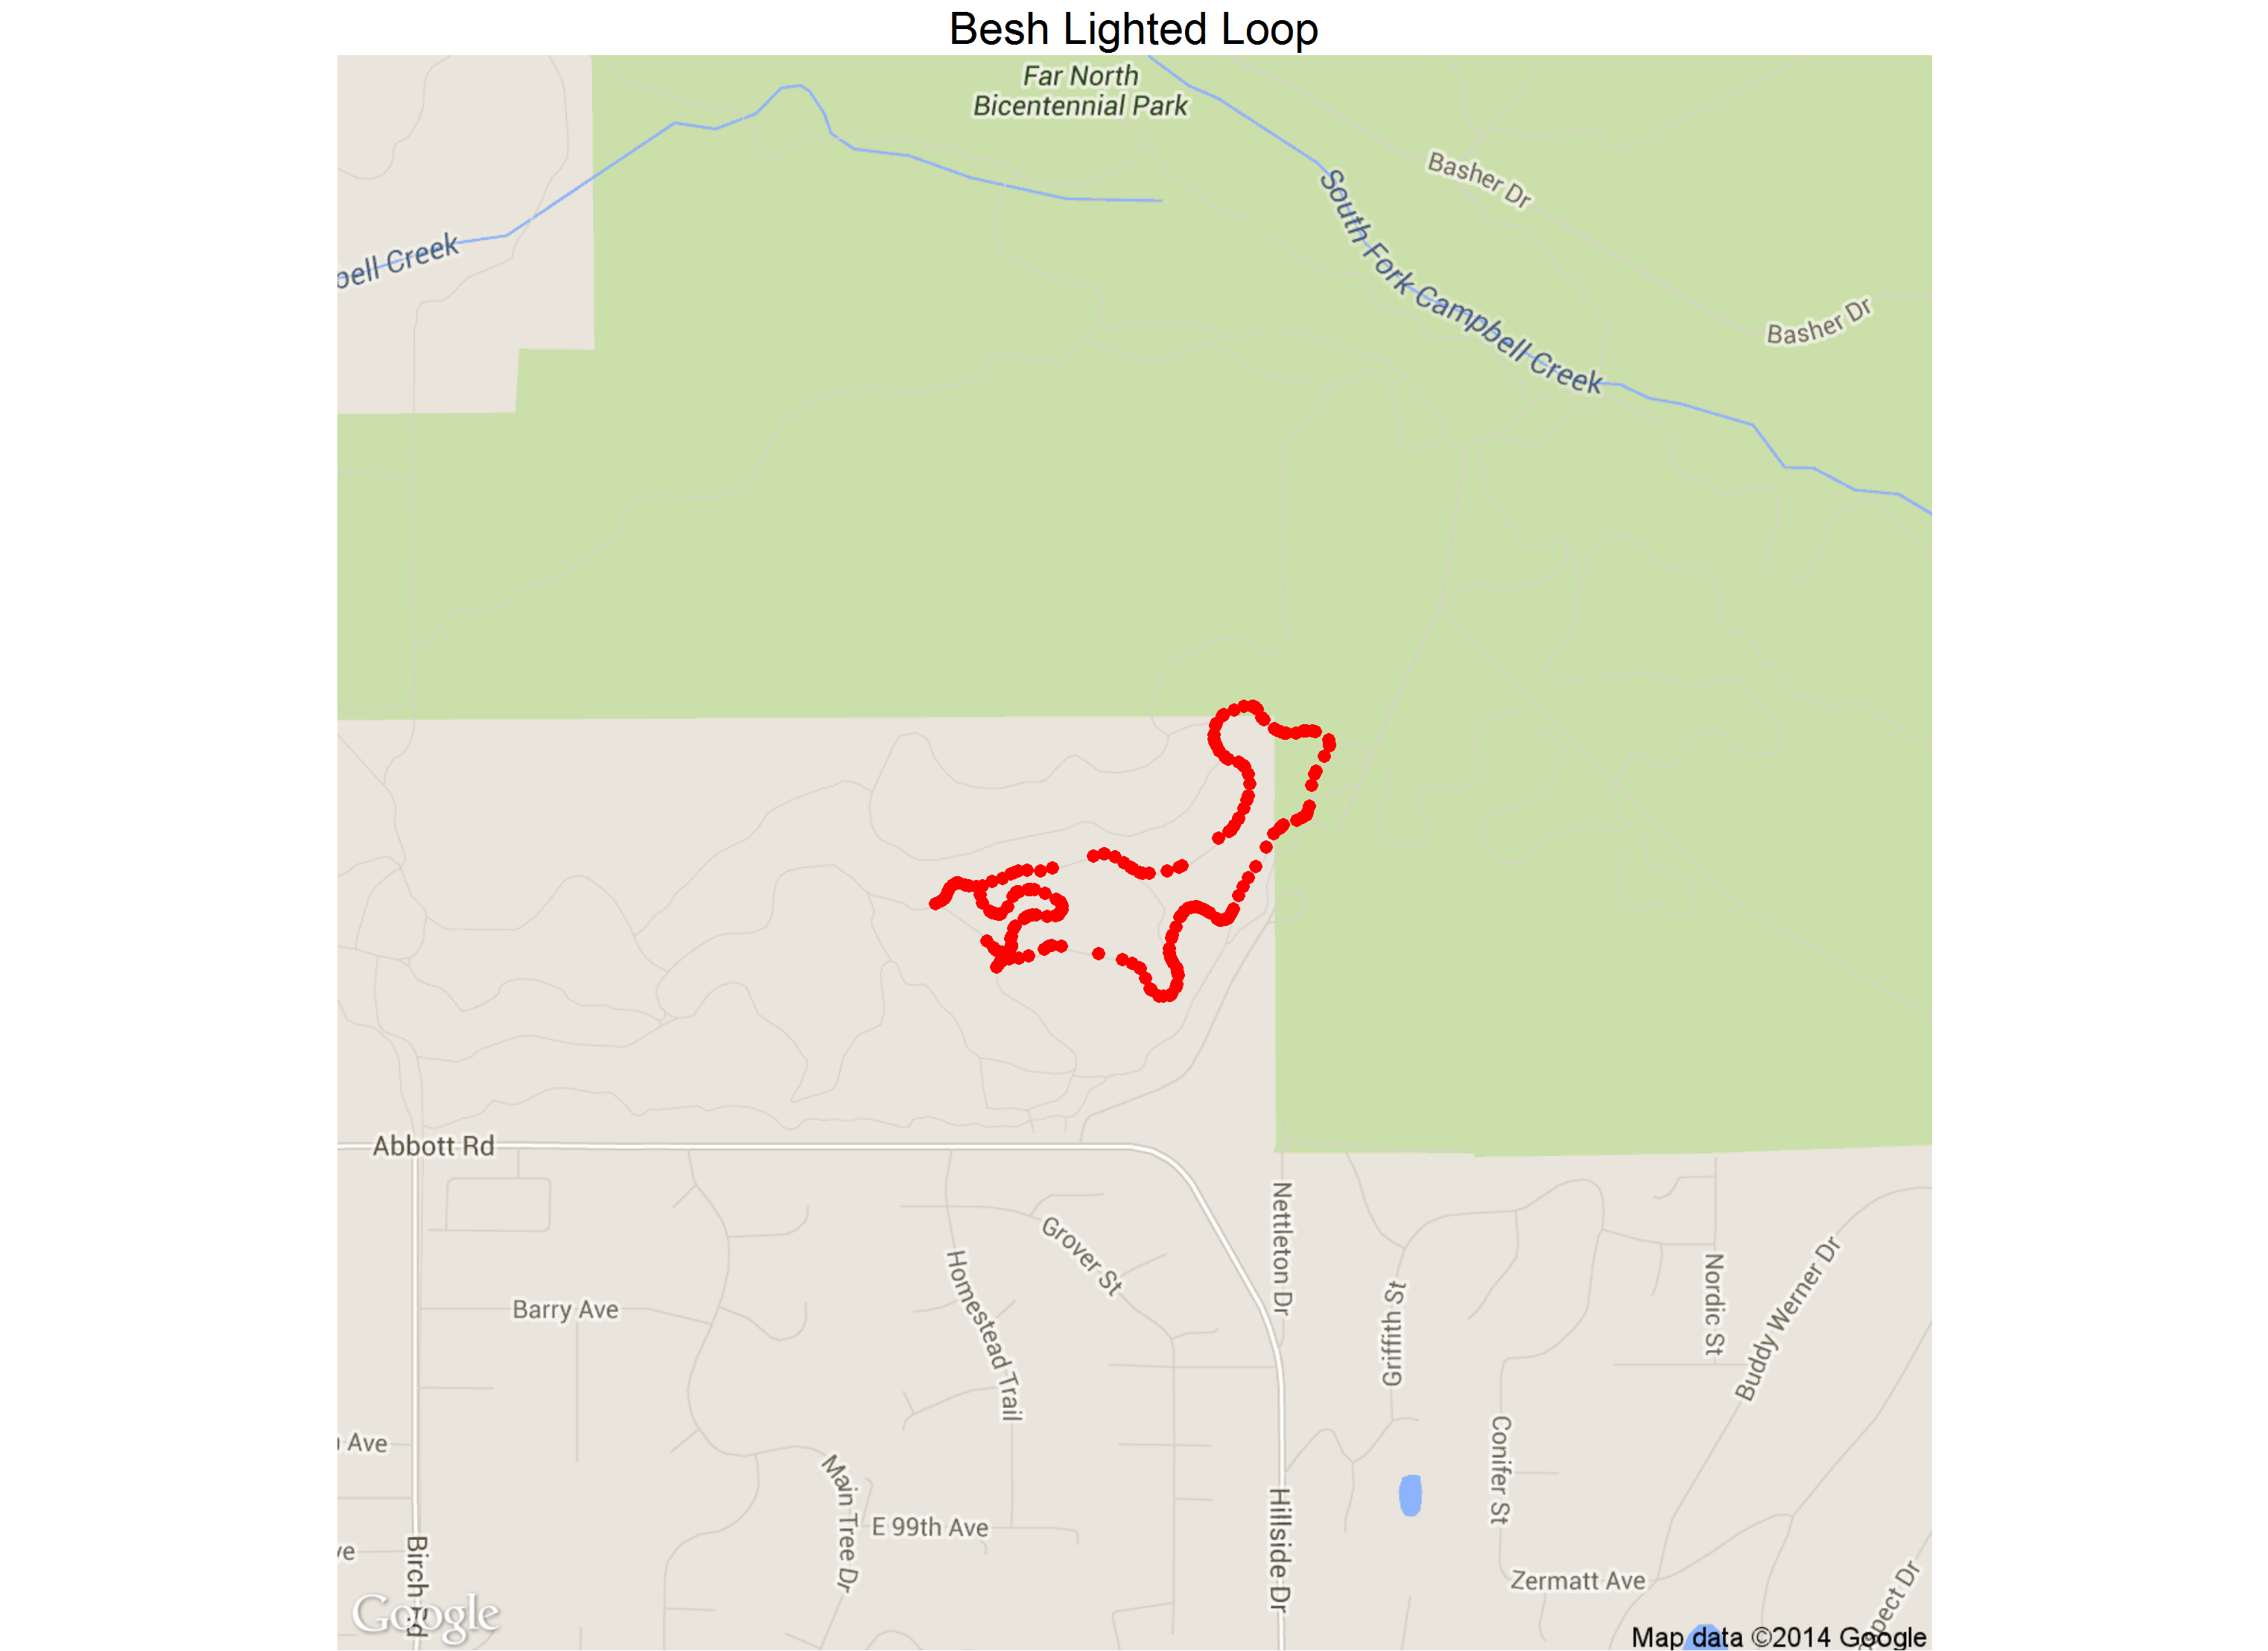 Besh Lighted Loop
Far North
Bicentennial Park
Basher Dr
South Fork Campbell Creek
bell Creek
Basher Dr
Abbott Rd
Nettleton Dr
Grover St
Homestead Trail
Barry Ave
Griffith St
Nordic St
Buddy Werner Dr
Ave
Conifer St
Main Tree Dr
E 99th Ave
Hillside Dr
Birch Rd
ve
Zermatt Ave
spect Dr
Google
Map data ©2014 Google